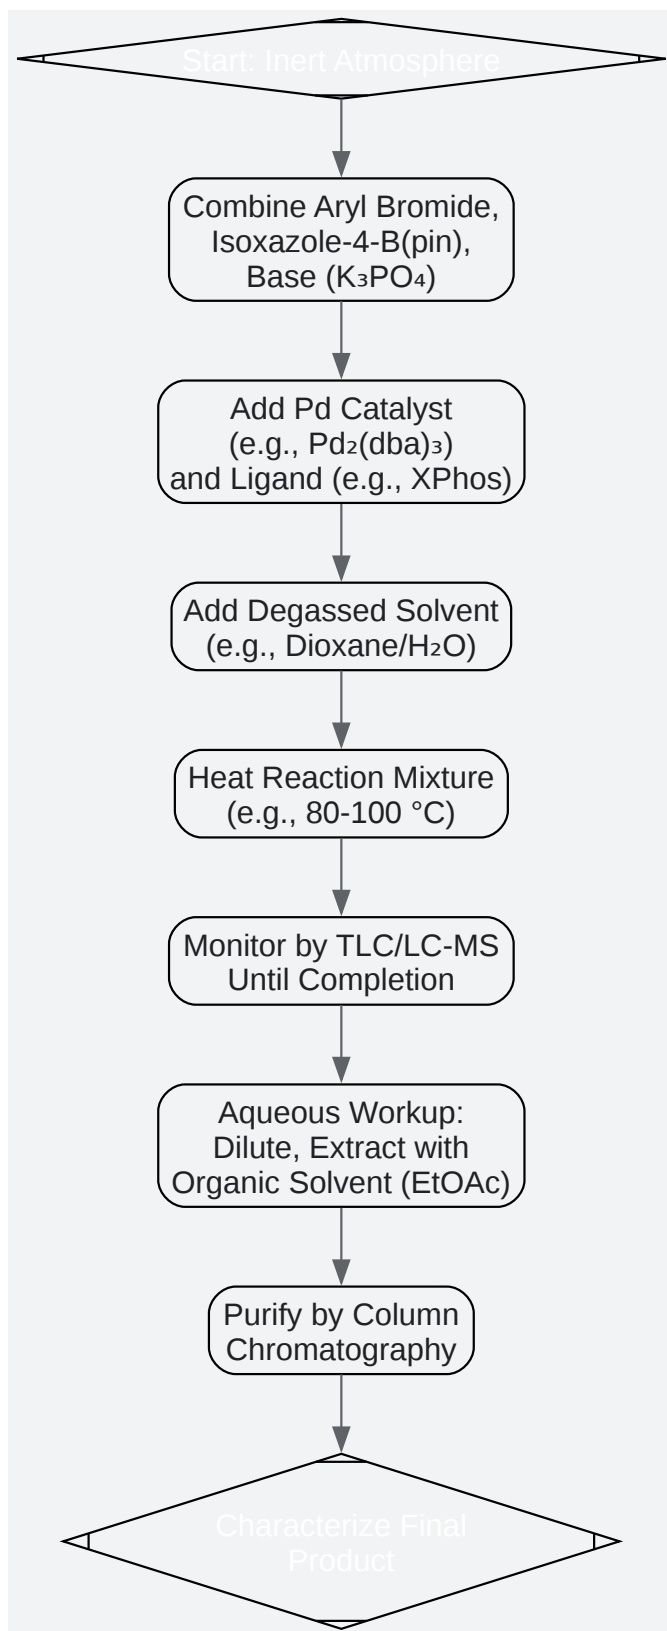 Start: Inert Atmosphere
Combine Aryl Bromide,
Isoxazole-4-B(pin),
Base (K₃PO₄)
Add Pd Catalyst
(e.g., Pd₂(dba)₃)
and Ligand (e.g., XPhos)
Add Degassed Solvent
(e.g., Dioxane/H₂O)
Heat Reaction Mixture
(e.g., 80-100 °C)
Monitor by TLC/LC-MS
Until Completion
Aqueous Workup:
Dilute, Extract with
Organic Solvent (EtOAc)
Purify by Column
Chromatography
Characterize Final
Product